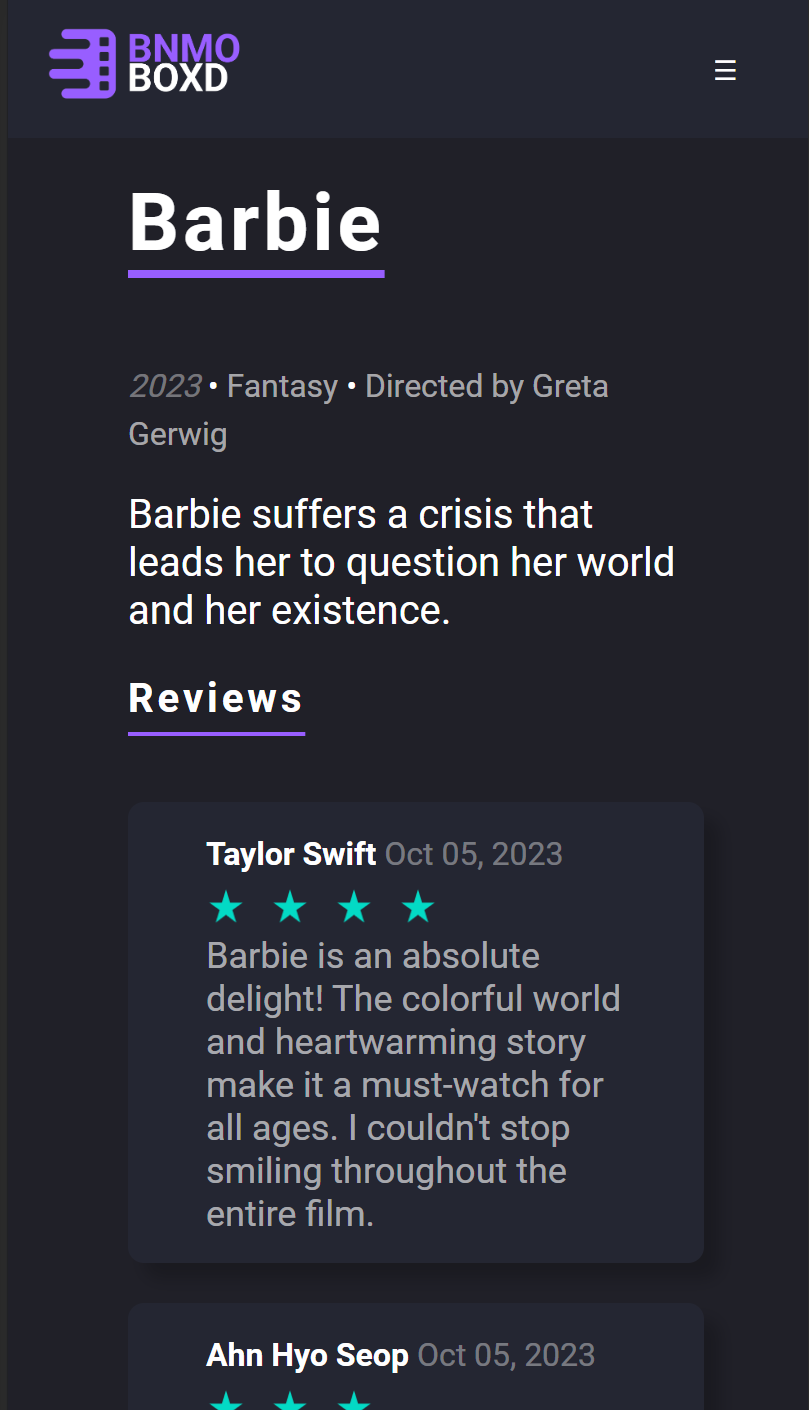 BNMO
BOXD
☰
Barbie
2023 • Fantasy • Directed by Greta
Gerwig
Barbie suffers a crisis that
leads her to question her world
and her existence.
Reviews
Taylor Swift Oct 05, 2023
★ ★ ★ ★
Barbie is an absolute
delight! The colorful world
and heartwarming story
make it a must-watch for
all ages. I couldn't stop
smiling throughout the
entire film.
Ahn Hyo Seop Oct 05, 2023
★ ★ ★